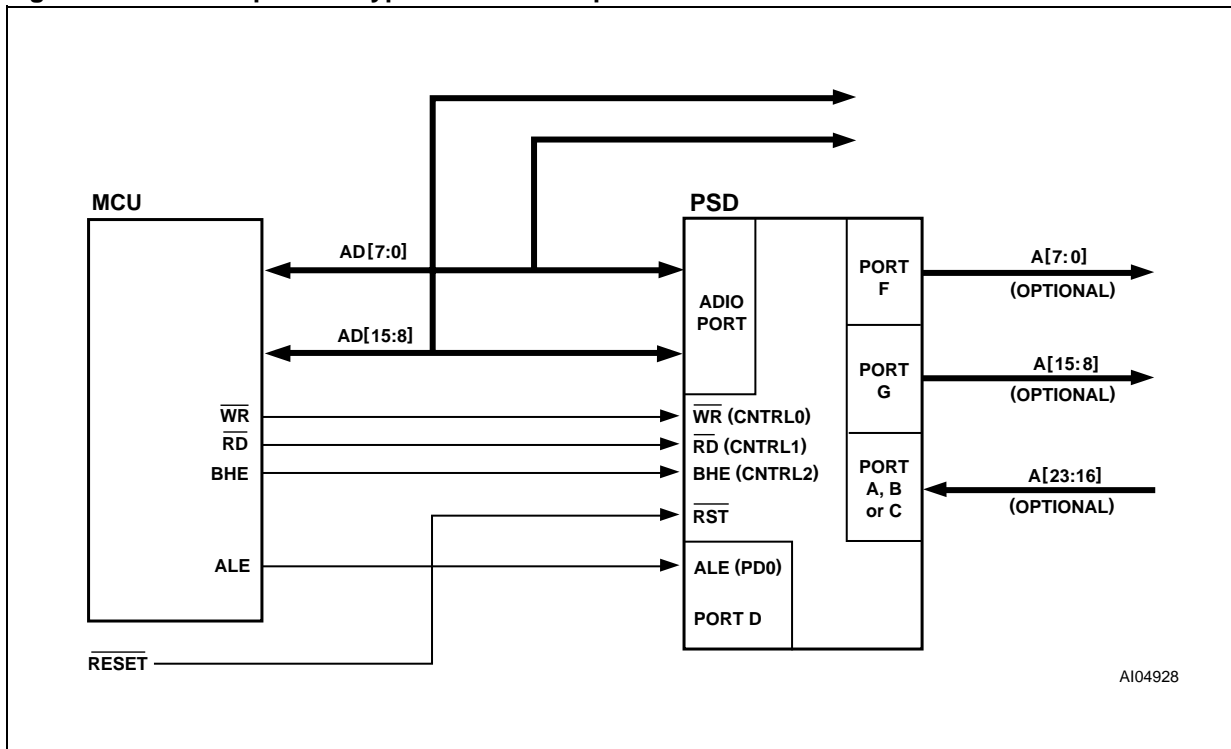 MCU
PSD
AD[7:0]
AD[15:8]
ADIO
PORT
PORT
F
A[7:0]
(OPTIONAL)
PORT
G
A[15:8]
(OPTIONAL)
PORT
A, B
or C
A[23:16]
(OPTIONAL)
WR
WR (CNTRL0)
RD
RD (CNTRL1)
BHE
BHE (CNTRL2)
RST
ALE
ALE (PD0)
PORT D
RESET
AI04928